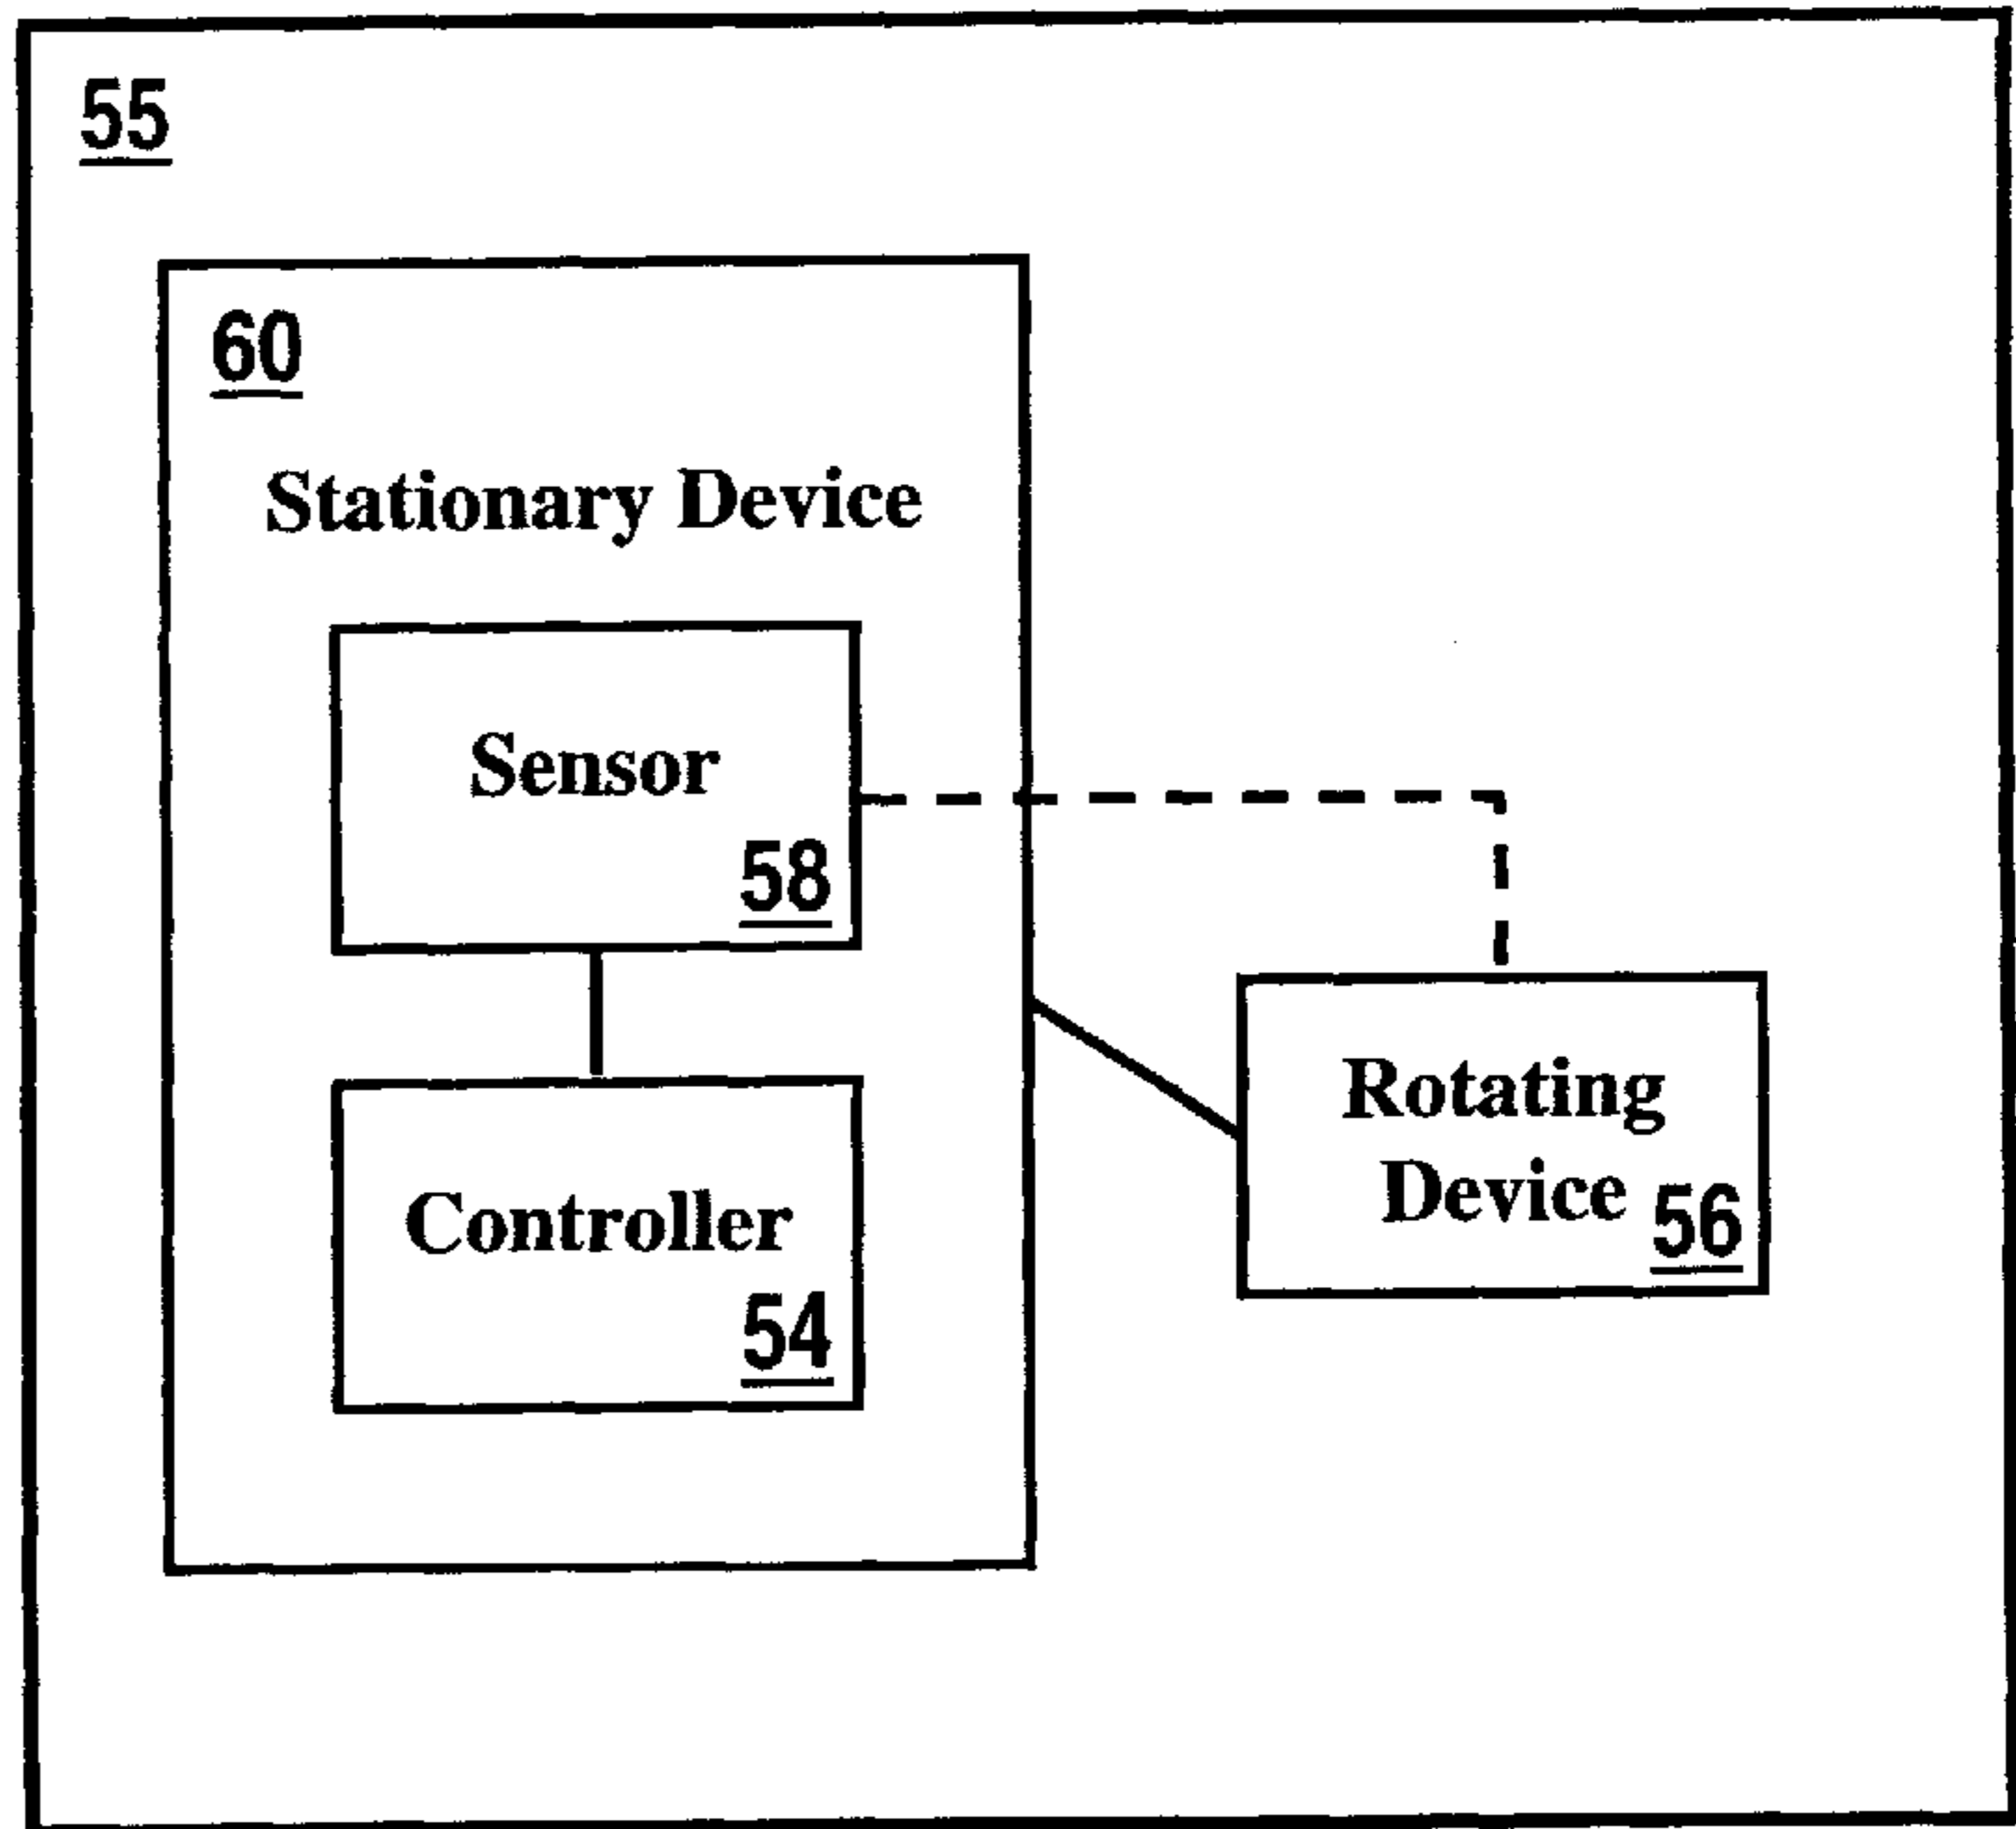 55
60
Stationary Device
Sensor
58
Controller
54
Rotating
Device 56